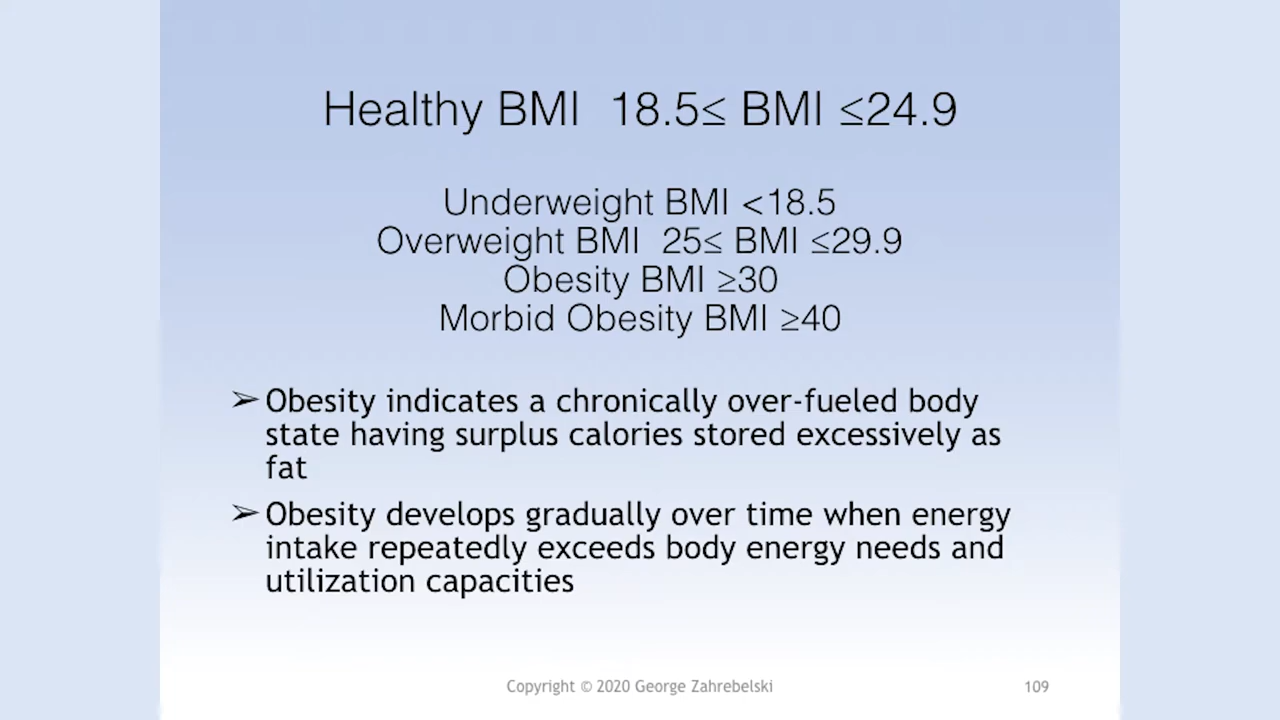 Healthy BMI  18.5≤ BMI ≤24.9
Underweight BMI <18.5
Overweight BMI  25≤ BMI ≤29.9
Obesity BMI ≥30
Morbid Obesity BMI ≥40
➢ Obesity indicates a chronically over-fueled body
state having surplus calories stored excessively as
fat
➢ Obesity develops gradually over time when energy
intake repeatedly exceeds body energy needs and
utilization capacities
Copyright © 2020 George Zahrebelski
109